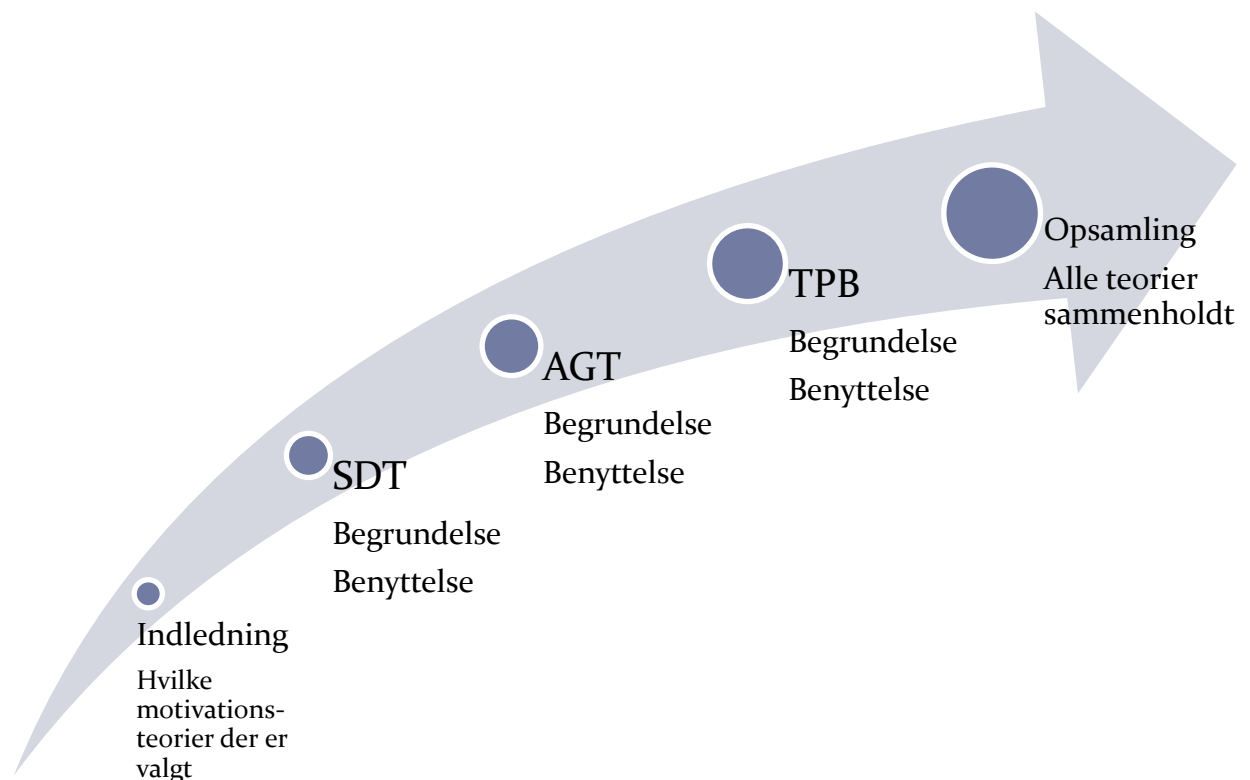 Indledning
Hvilke
motivations-
teorier der er
valgt
SDT
Begrundelse
Benyttelse
AGT
Begrundelse
Benyttelse
TPB
Begrundelse
Benyttelse
Opsamling
Alle teorier
sammenholdt